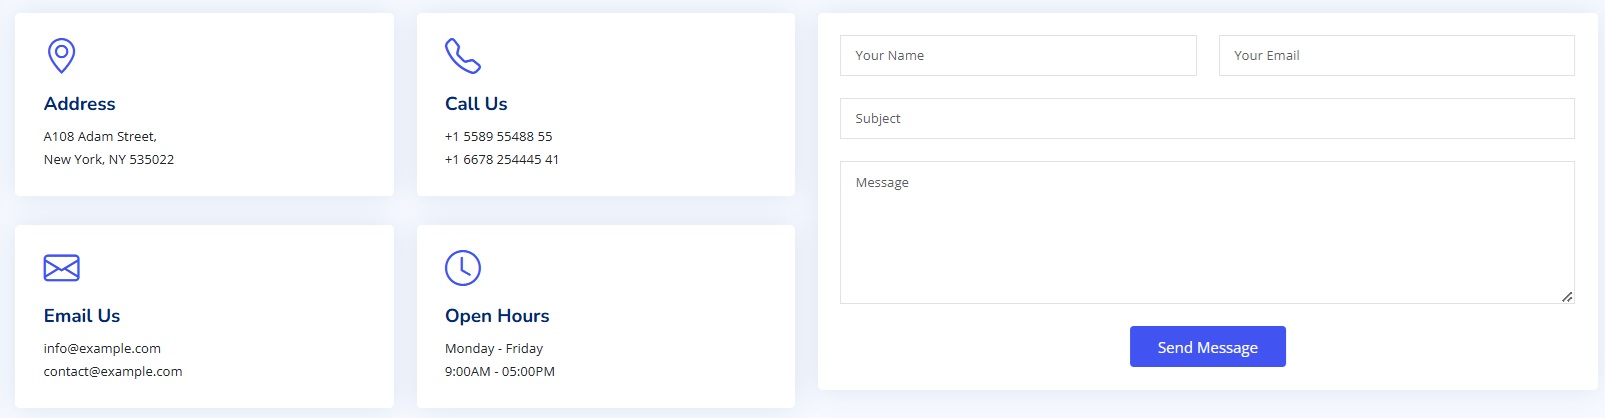 Address
A108 Adam Street,
New York, NY 535022
Call Us
+1 5589 55488 55
+1 6678 254445 41
Email Us
info@example.com
contact@example.com
Open Hours
Monday - Friday
9:00AM - 05:00PM
Your Name
Your Email
Subject
Message
Send Message